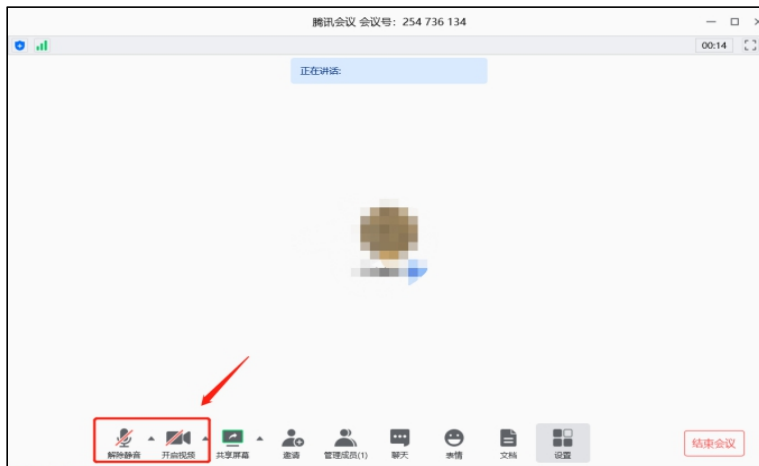 腾讯会议 会议号：254 736 134
00:14
正在讲话:
解除静音
开启视频
共享屏幕
邀请
管理成员(1)
聊天
表情
文档
设置
结束会议